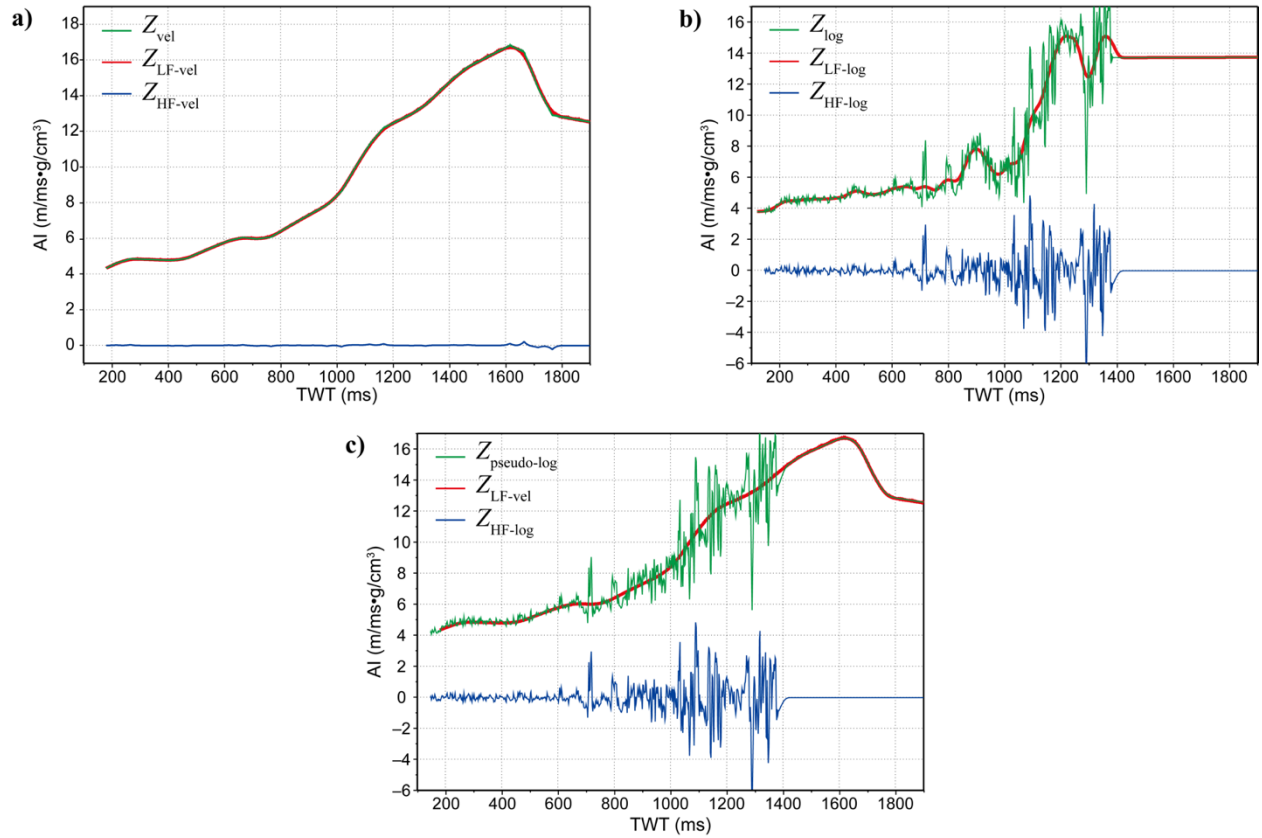 a)
Z_vel
Z_LF-vel
Z_HF-vel
AI (m/ms•g/cm³)
18
16
14
12
10
8
6
4
2
0
200 400 600 800 1000 1200 1400 1600 1800
TWT (ms)
b)
Z_log
Z_LF-log
Z_HF-log
AI (m/ms•g/cm³)
16
14
12
10
8
6
4
2
0
–2
–4
–6
200 400 600 800 1000 1200 1400 1600 1800
TWT (ms)
c)
Z_pseudo-log
Z_LF-vel
Z_HF-log
AI (m/ms•g/cm³)
16
14
12
10
8
6
4
2
0
–2
–4
–6
200 400 600 800 1000 1200 1400 1600 1800
TWT (ms)